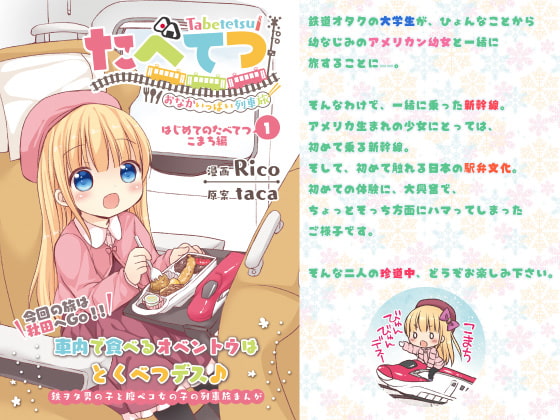 Tabetetsu
たべてつ
おなかいっぱい列車旅
はじめてのたべてつ
こまち編
1
漫画 Rico
原案 taca
今回の旅は
秋田へGO!!
車内で食べるオベントウは
とくべつデス♪
鉄ヲタ男の子と腹ペコ女の子の列車旅まんが
鉄道オタクの大学生が、ひょんなことから
幼なじみのアメリカン幼女と一緒に
旅することに……。
そんなわけで、一緒に乗った新幹線。
アメリカ生まれの少女にとっては、
初めて乗る新幹線。
そして、初めて触れる日本の駅弁文化。
初めての体験に、大興奮で、
ちょっとそっち方面にハマってしまった
ご様子です。
そんな二人の珍道中、どうぞお楽しみ下さい。
こまち
びゅんびゅん
デス!